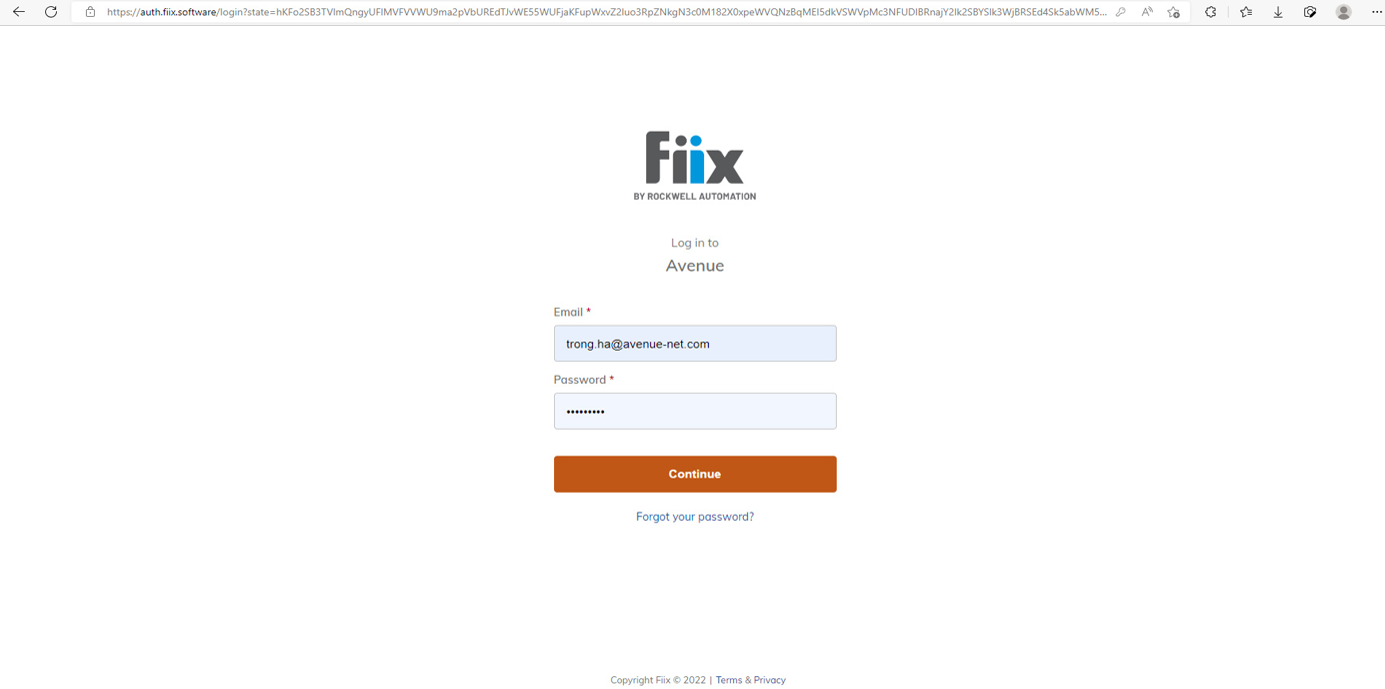 https://auth.fiix.software/login?state=
fiix
BY ROCKWELL AUTOMATION
Log in to
Avenue
Email *
trong.ha@avenue-net.com
Password *
•••••••••
Continue
Forgot your password?
Copyright Fiix © 2022 | Terms & Privacy